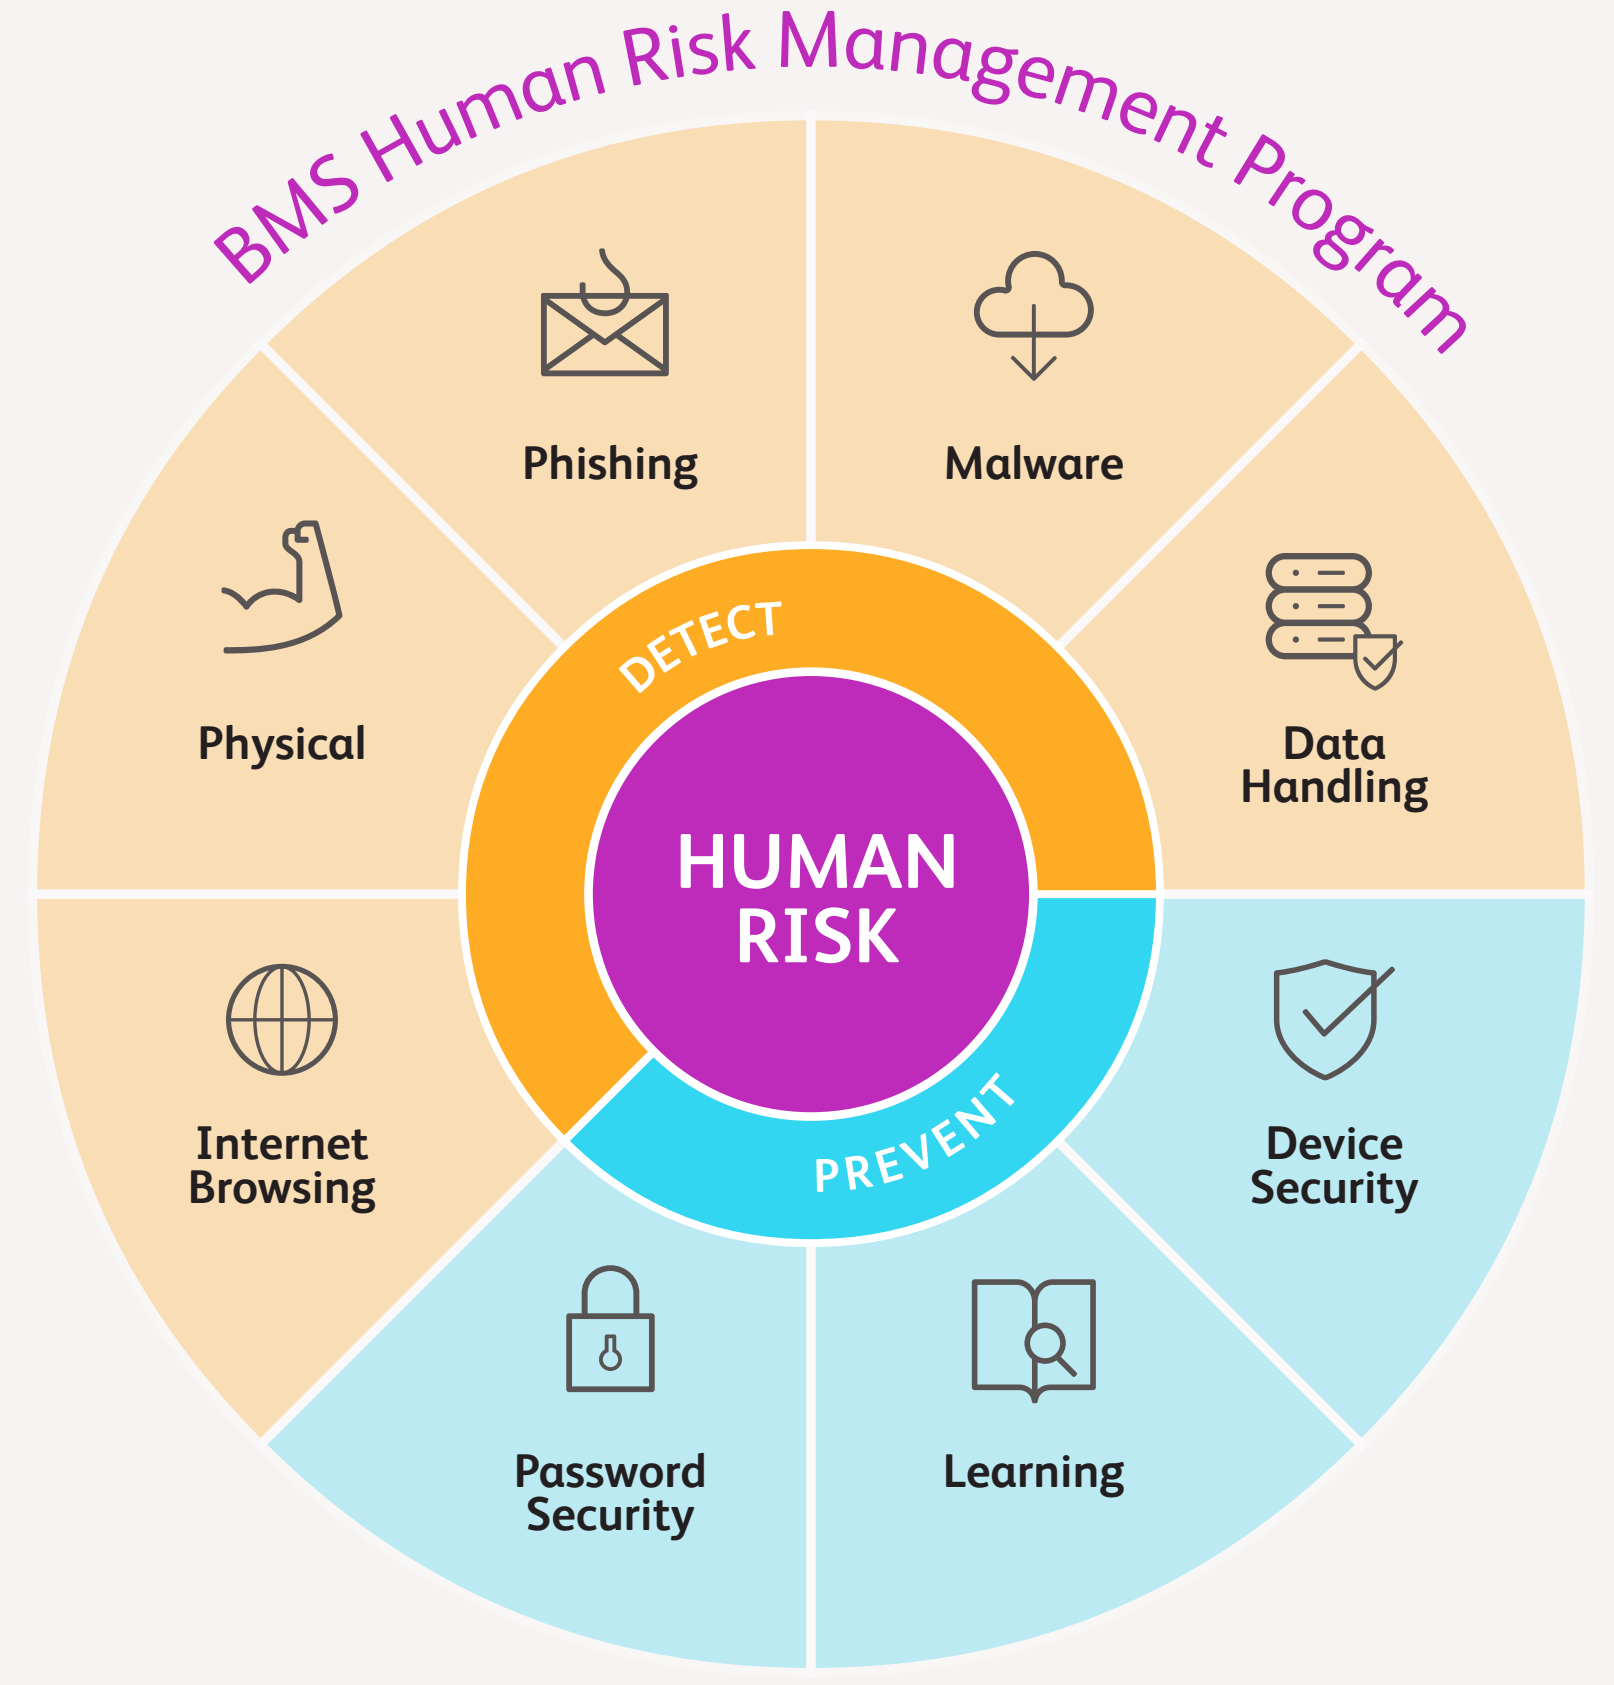 BMS Human Risk Management Program
Phishing
Malware
Physical
Data
Handling
DETECT
HUMAN
RISK
PREVENT
Internet
Browsing
Device
Security
Password
Security
Learning